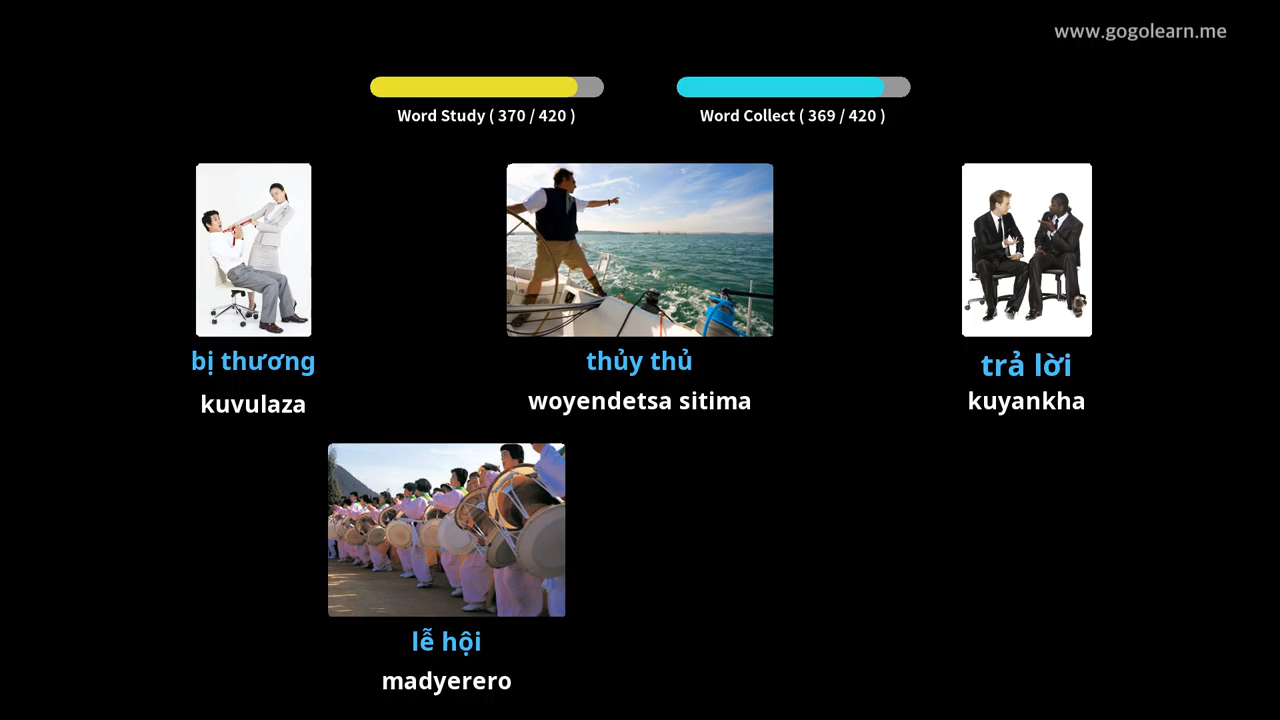 www.gogolearn.me
Word Study ( 370 / 420 )
Word Collect ( 369 / 420 )
bị thương
kuvulaza
thủy thủ
woyendetsa sitima
trả lời
kuyankha
lễ hội
madyerero